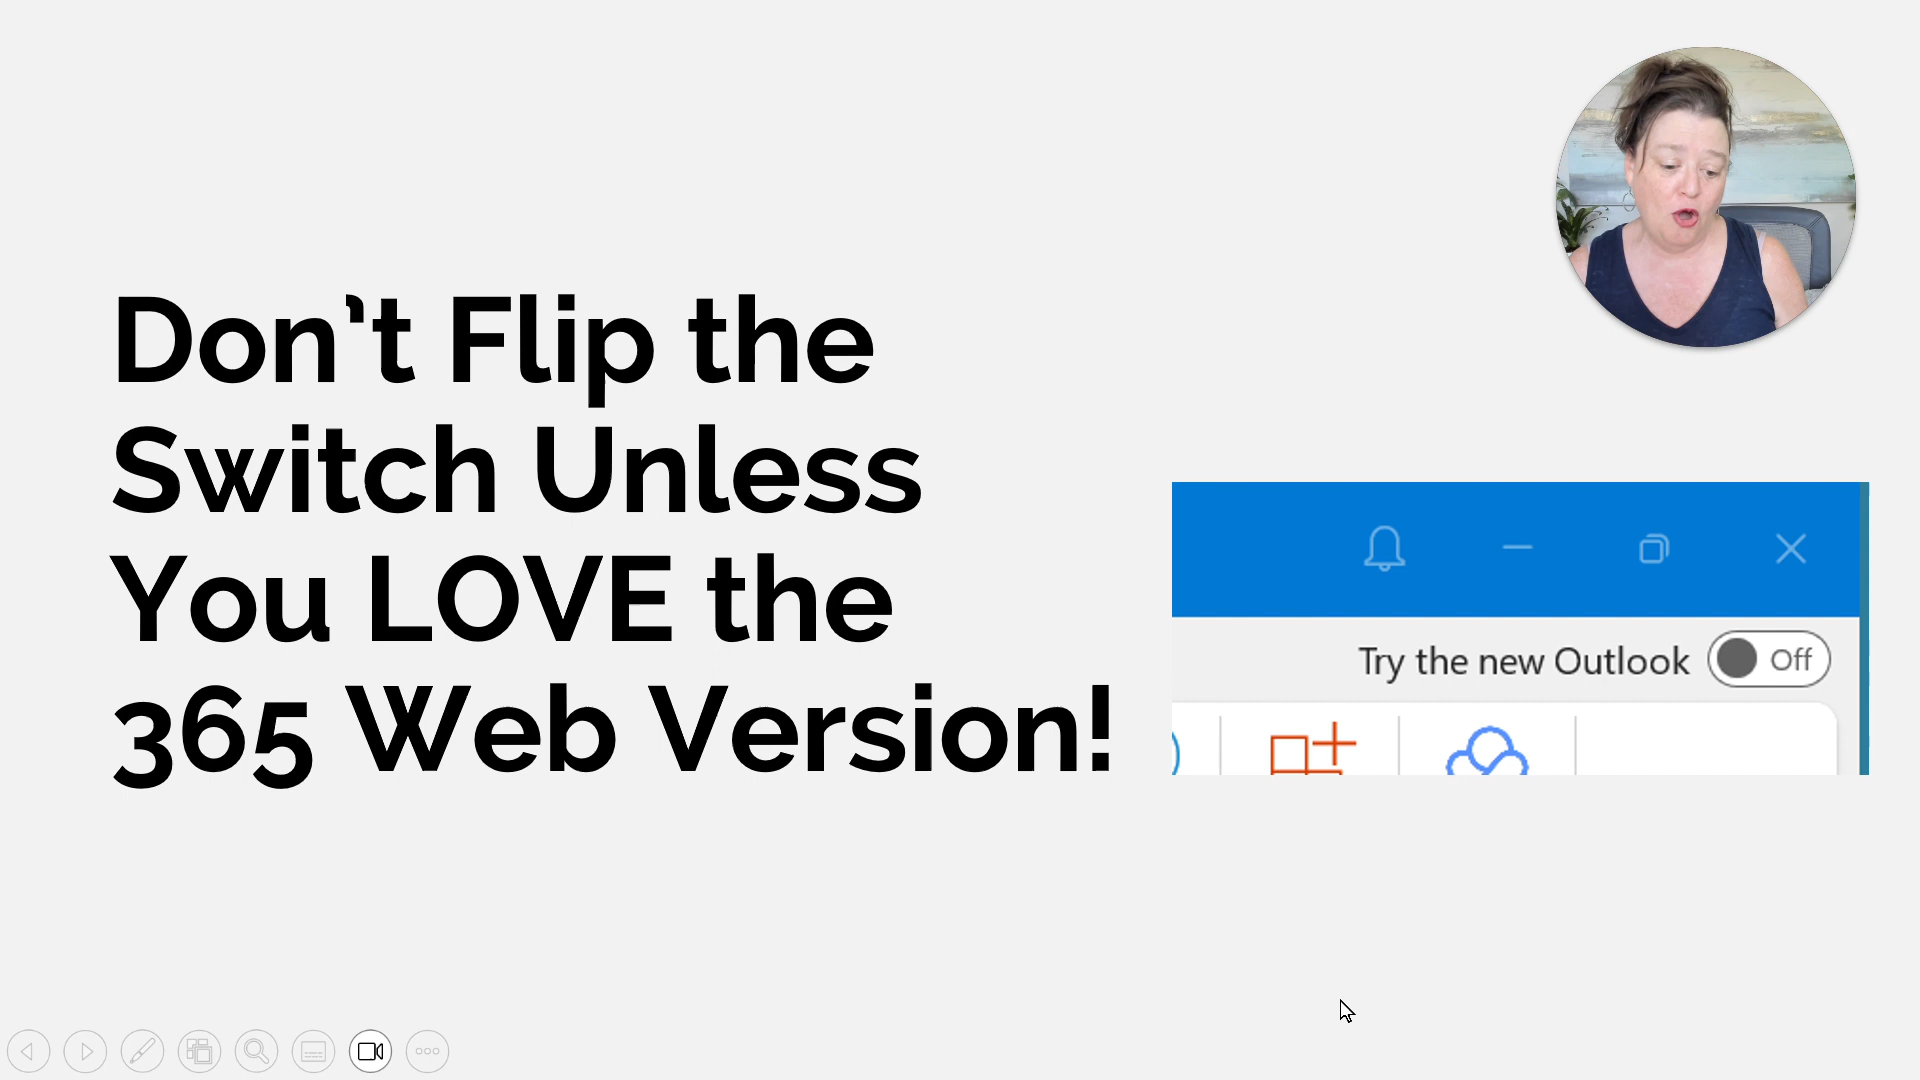 Don’t Flip the
Switch Unless
You LOVE the
365 Web Version!
Try the new Outlook Off